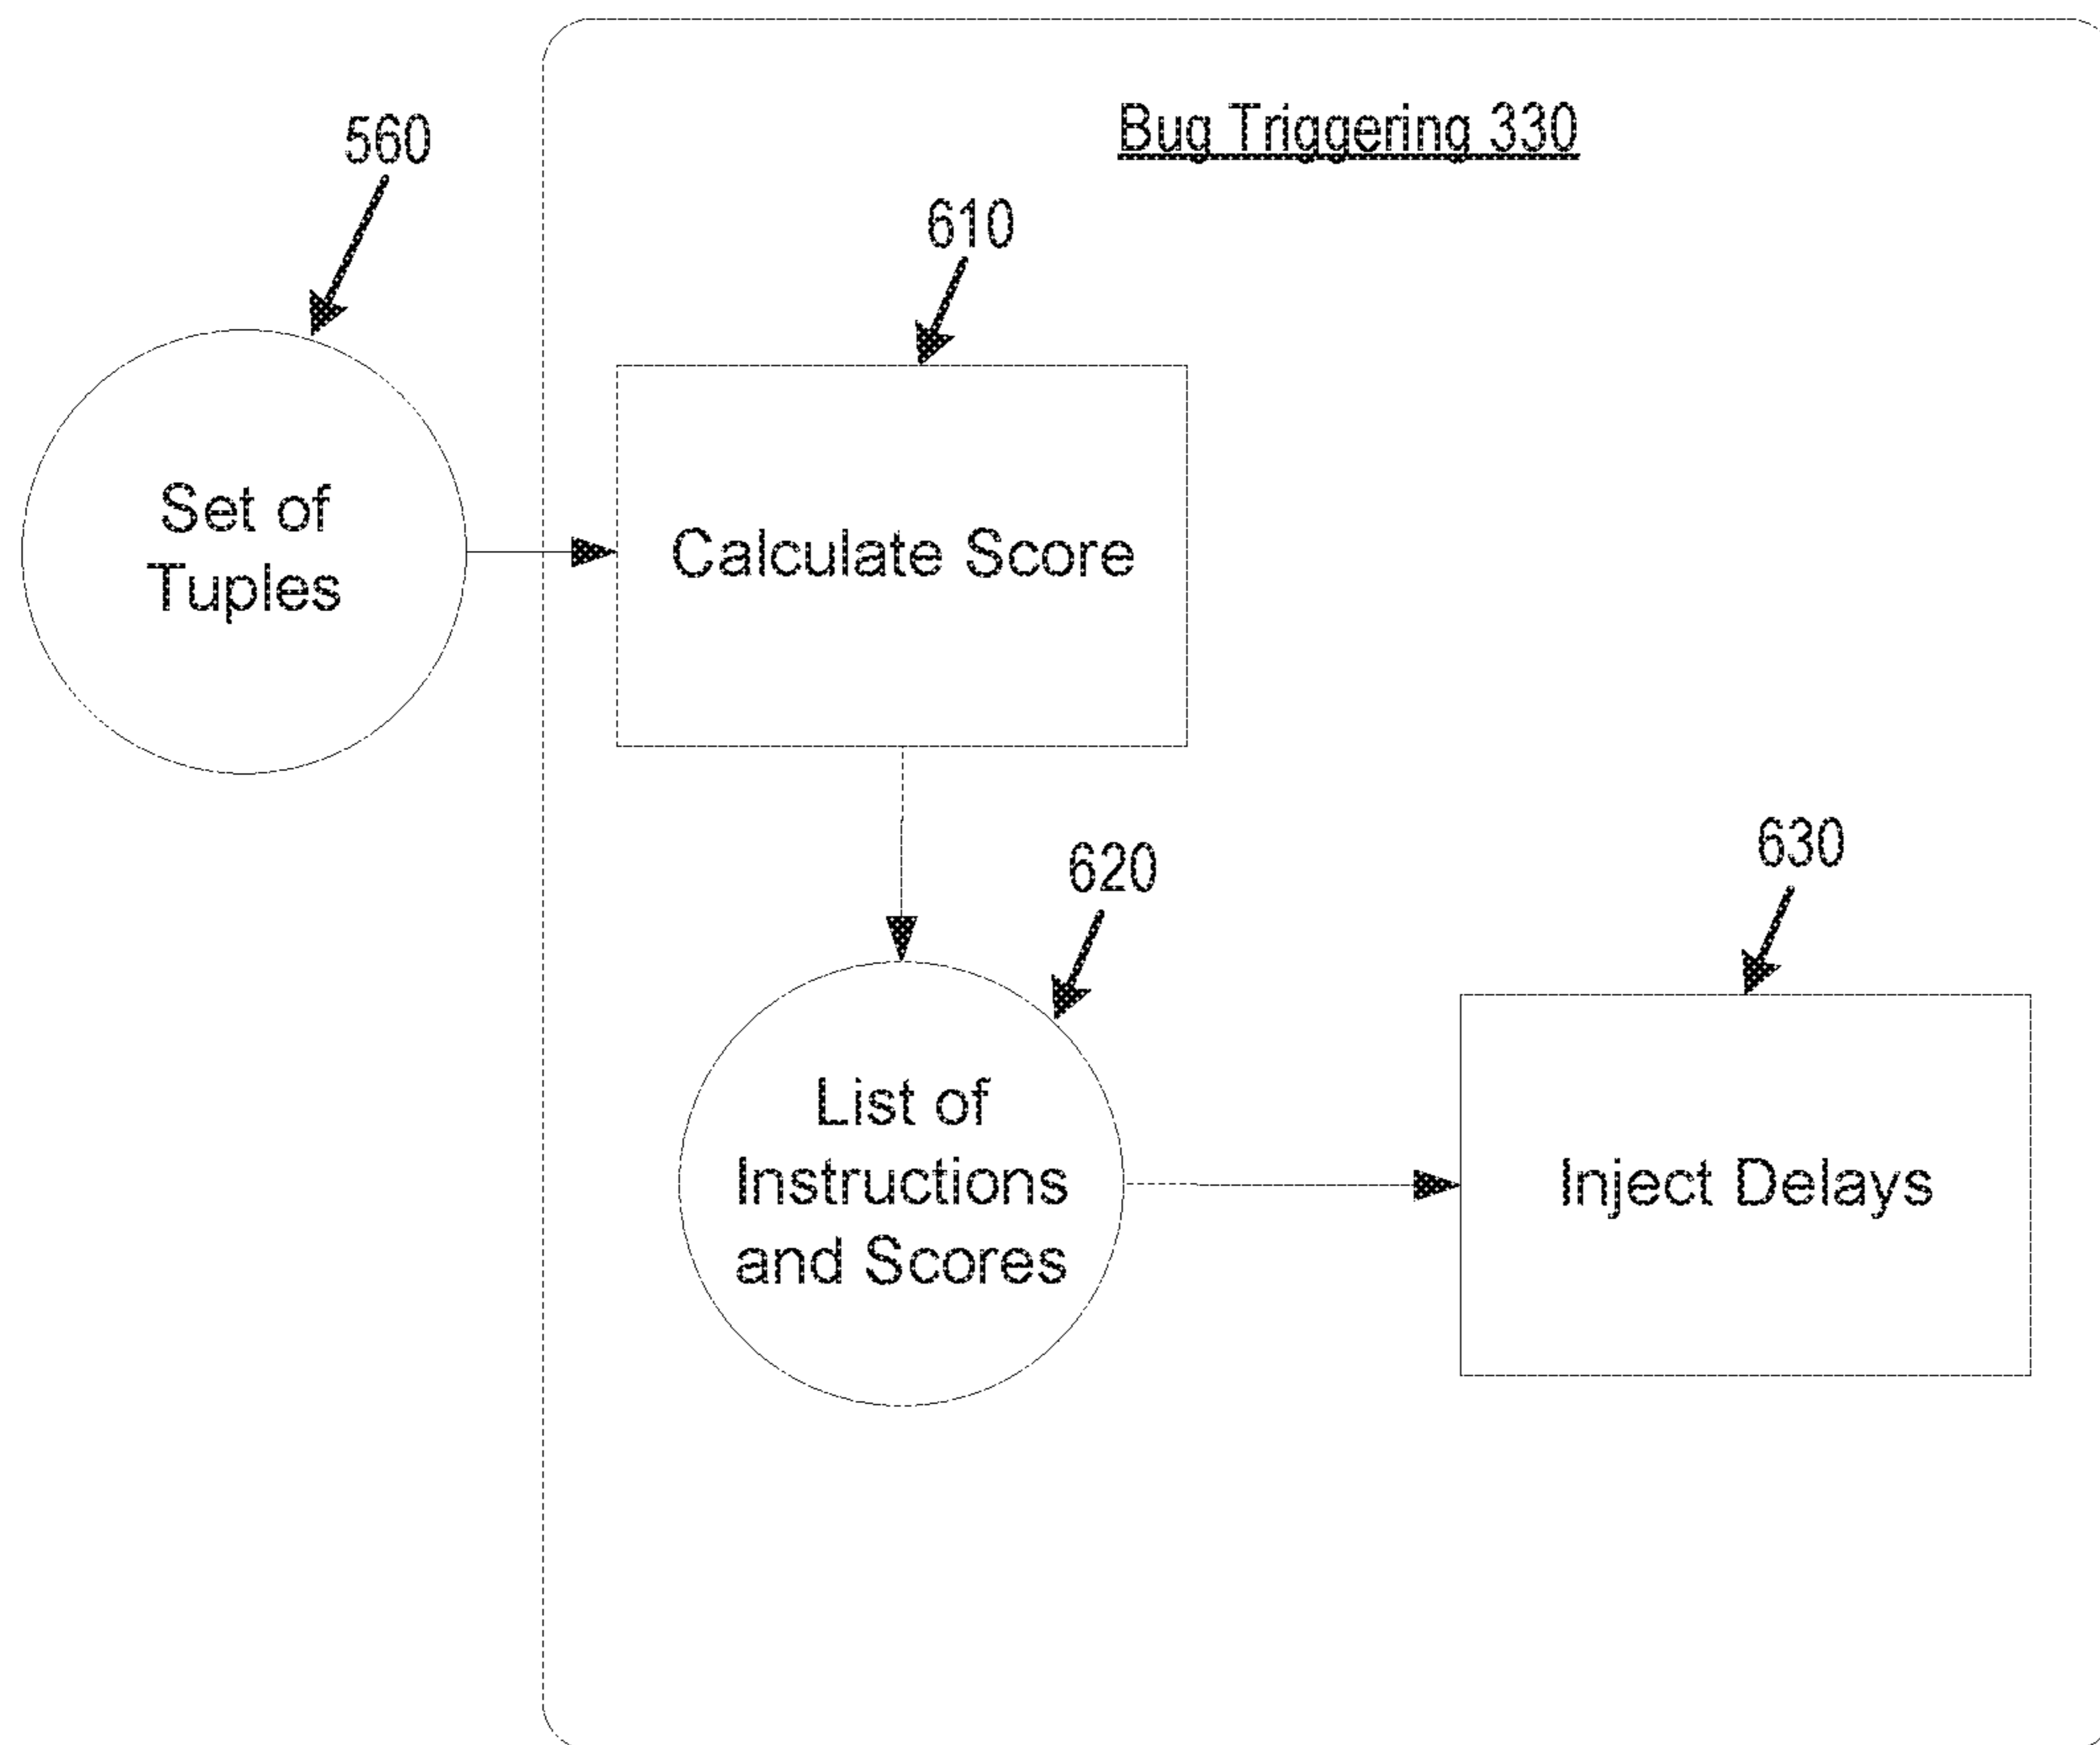 Bug Triggering 330
560
610
Set of
Tuples
Calculate Score
620
630
List of
Instructions
and Scores
Inject Delays